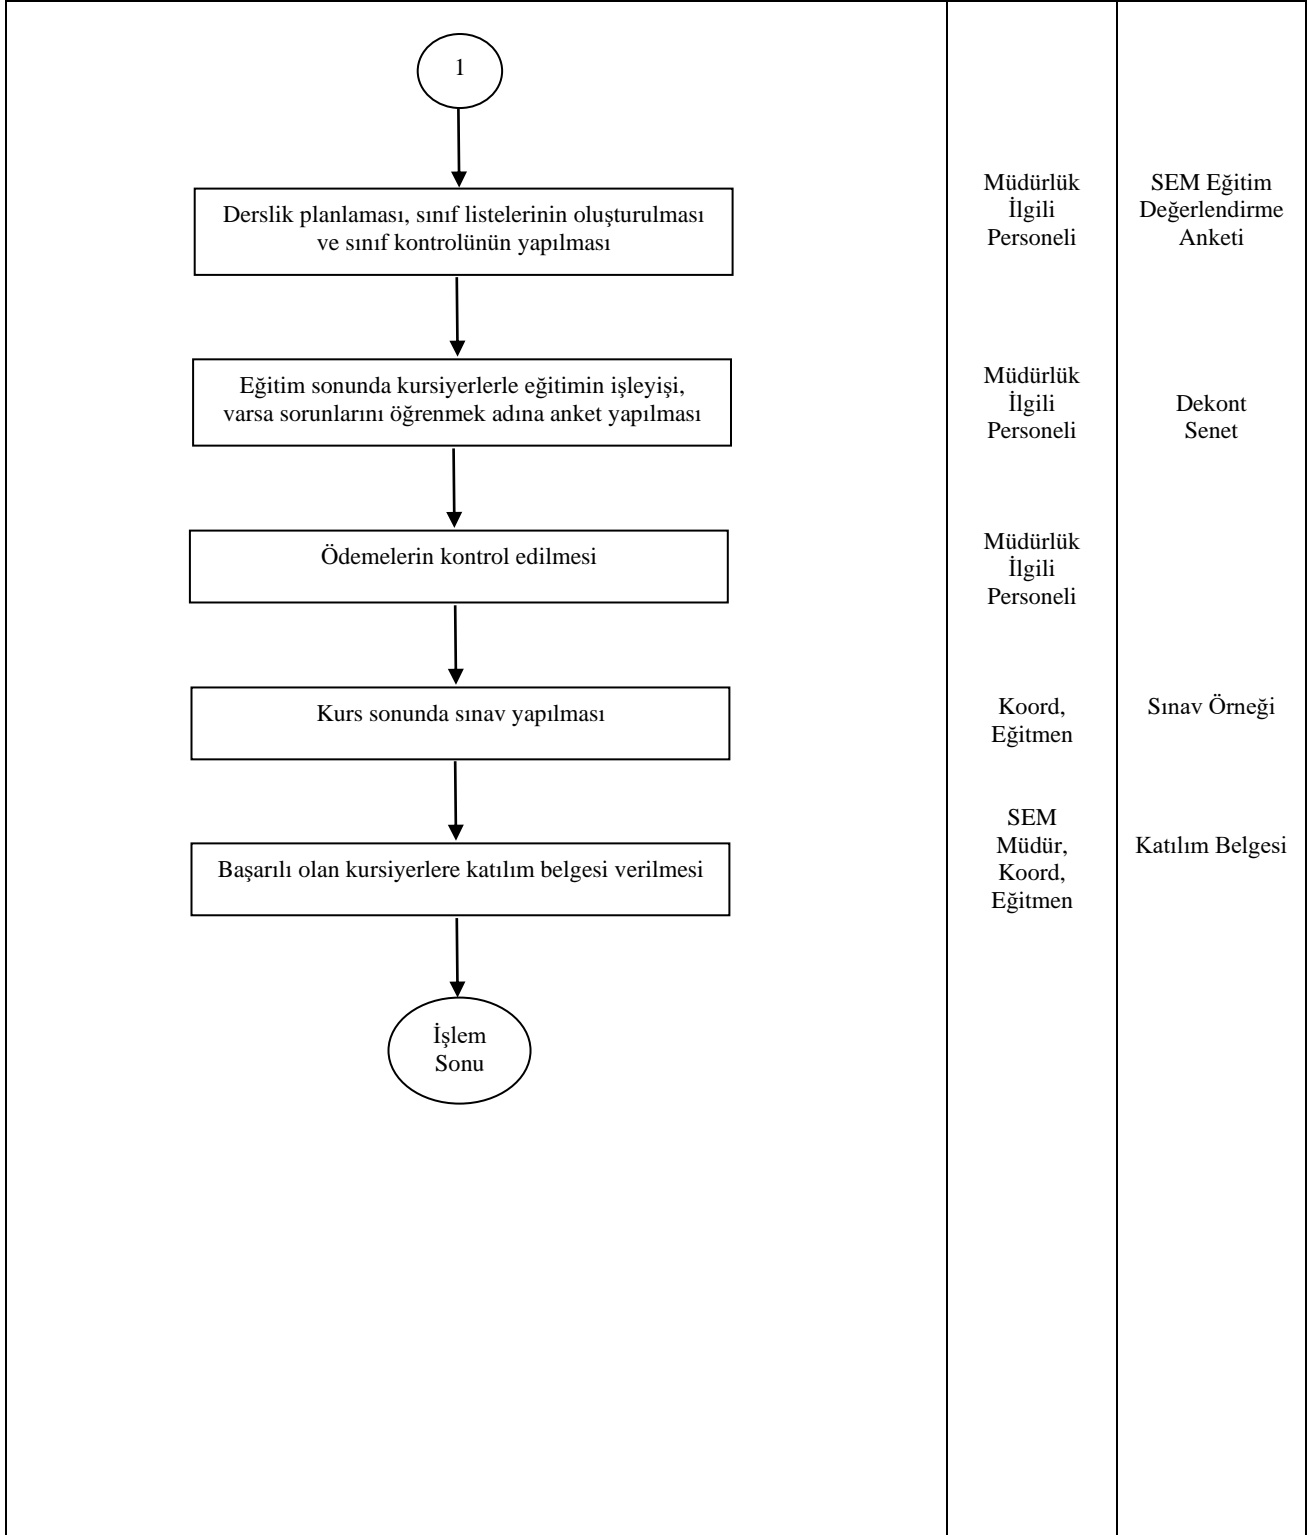 1
Derslik planlaması, sınıf listelerinin oluşturulması
ve sınıf kontrolünün yapılması
Müdürlük
İlgili
Personeli
SEM Eğitim
Değerlendirme
Anketi
Eğitim sonunda kursiyerlerle eğitimin işleyişi,
varsa sorunlarını öğrenmek adına anket yapılması
Müdürlük
İlgili
Personeli
Dekont
Senet
Ödemelerin kontrol edilmesi
Müdürlük
İlgili
Personeli
Kurs sonunda sınav yapılması
Koord,
Eğitmen
Sınav Örneği
Başarılı olan kursiyerlere katılım belgesi verilmesi
SEM
Müdür,
Koord,
Eğitmen
Katılım Belgesi
İşlem
Sonu